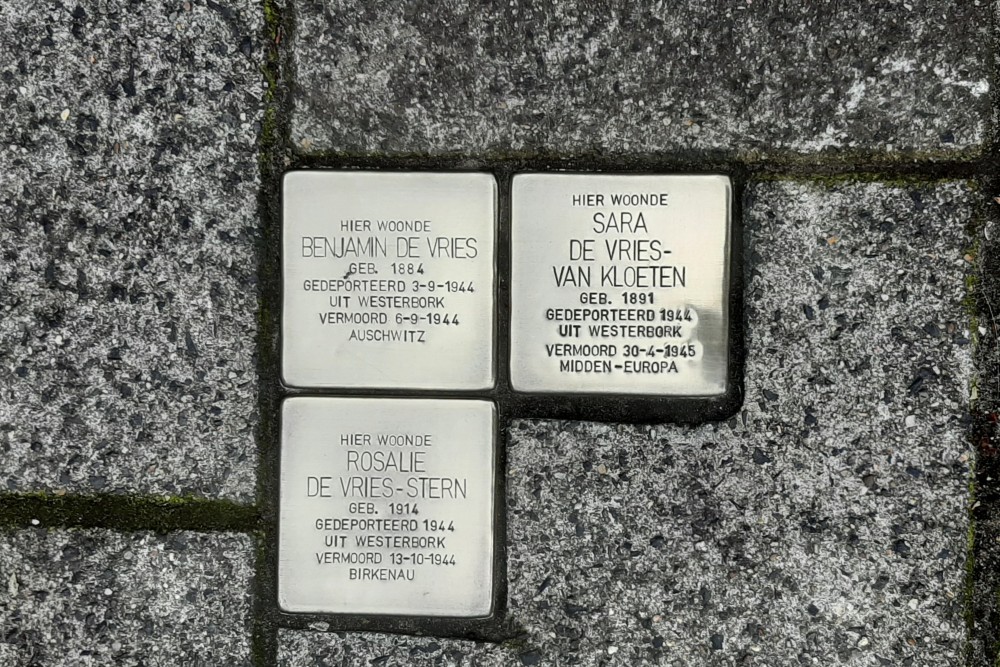 HIER WOONDE
BENJAMIN DE VRIES
GEB. 1884
GEDEPORTEERD 3-9-1944
UIT WESTERBORK
VERMOORD 6-9-1944
AUSCHWITZ
HIER WOONDE
SARA
DE VRIES-
VAN KLOETEN
GEB. 1891
GEDEPORTEERD 1944
UIT WESTERBORK
VERMOORD 30-4-1945
MIDDEN-EUROPA
HIER WOONDE
ROSALIE
DE VRIES-STERN
GEB. 1914
GEDEPORTEERD 1944
UIT WESTERBORK
VERMOORD 13-10-1944
BIRKENAU